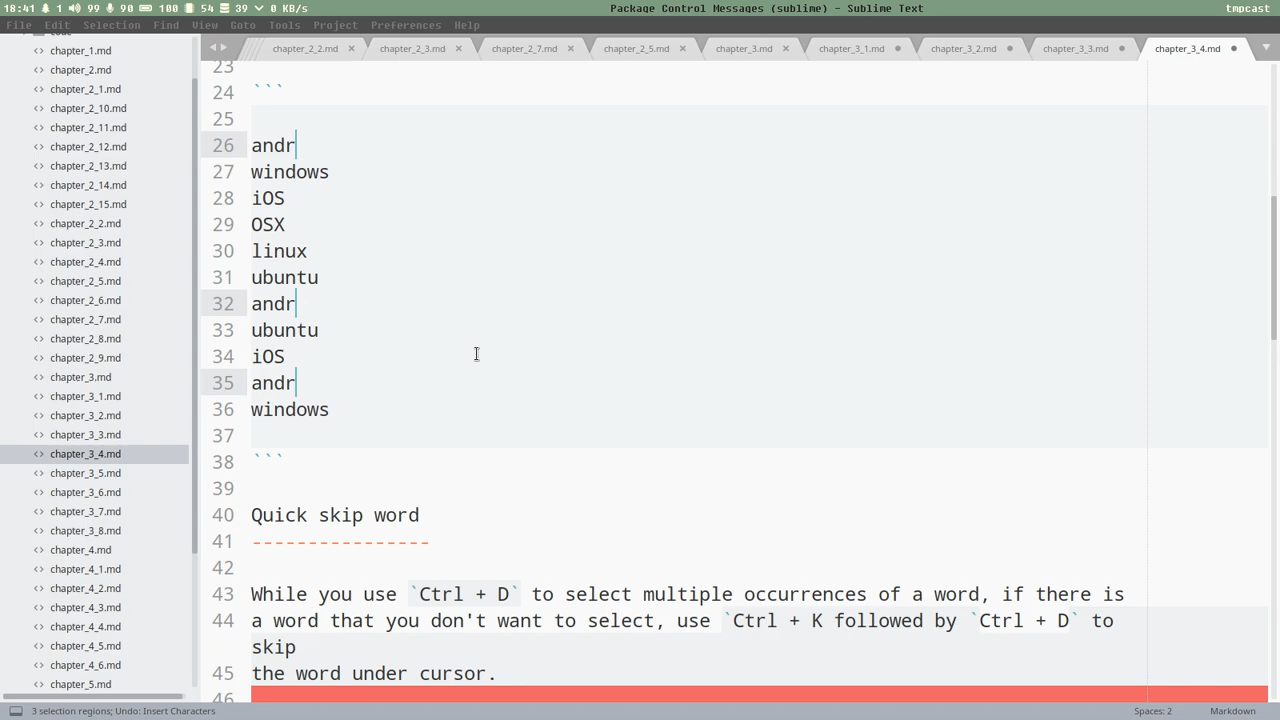 18:41 1 99 90 100 54 89 0 KB/s Package Control Messages (sublime) - Sublime Text tmpcast
File Edit Selection Find View Goto Tools Project Preferences Help
chapter_2_2.md chapter_2_3.md chapter_2_7.md chapter_2_5.md chapter_3.md chapter_3_1.md chapter_3_2.md chapter_3_3.md chapter_3_4.md
code
chapter_1.md
chapter_2.md
chapter_2_1.md
chapter_2_10.md
chapter_2_11.md
chapter_2_12.md
chapter_2_13.md
chapter_2_14.md
chapter_2_15.md
chapter_2_2.md
chapter_2_3.md
chapter_2_4.md
chapter_2_5.md
chapter_2_6.md
chapter_2_7.md
chapter_2_8.md
chapter_2_9.md
chapter_3.md
chapter_3_1.md
chapter_3_2.md
chapter_3_3.md
chapter_3_4.md
chapter_3_5.md
chapter_3_6.md
chapter_3_7.md
chapter_3_8.md
chapter_4.md
chapter_4_1.md
chapter_4_2.md
chapter_4_3.md
chapter_4_4.md
chapter_4_5.md
chapter_4_6.md
chapter_5.md
23
24 ```
25
26 andr
27 windows
28 iOS
29 OSX
30 linux
31 ubuntu
32 andr
33 ubuntu
34 iOS
35 andr
36 windows
37
38 ```
39
40 Quick skip word
41 ----------------
42
43 While you use `Ctrl + D` to select multiple occurrences of a word, if there is
44 a word that you don't want to select, use `Ctrl + K followed by `Ctrl + D` to
skip
45 the word under cursor.
46
3 selection regions; Undo: Insert Characters Spaces: 2 Markdown